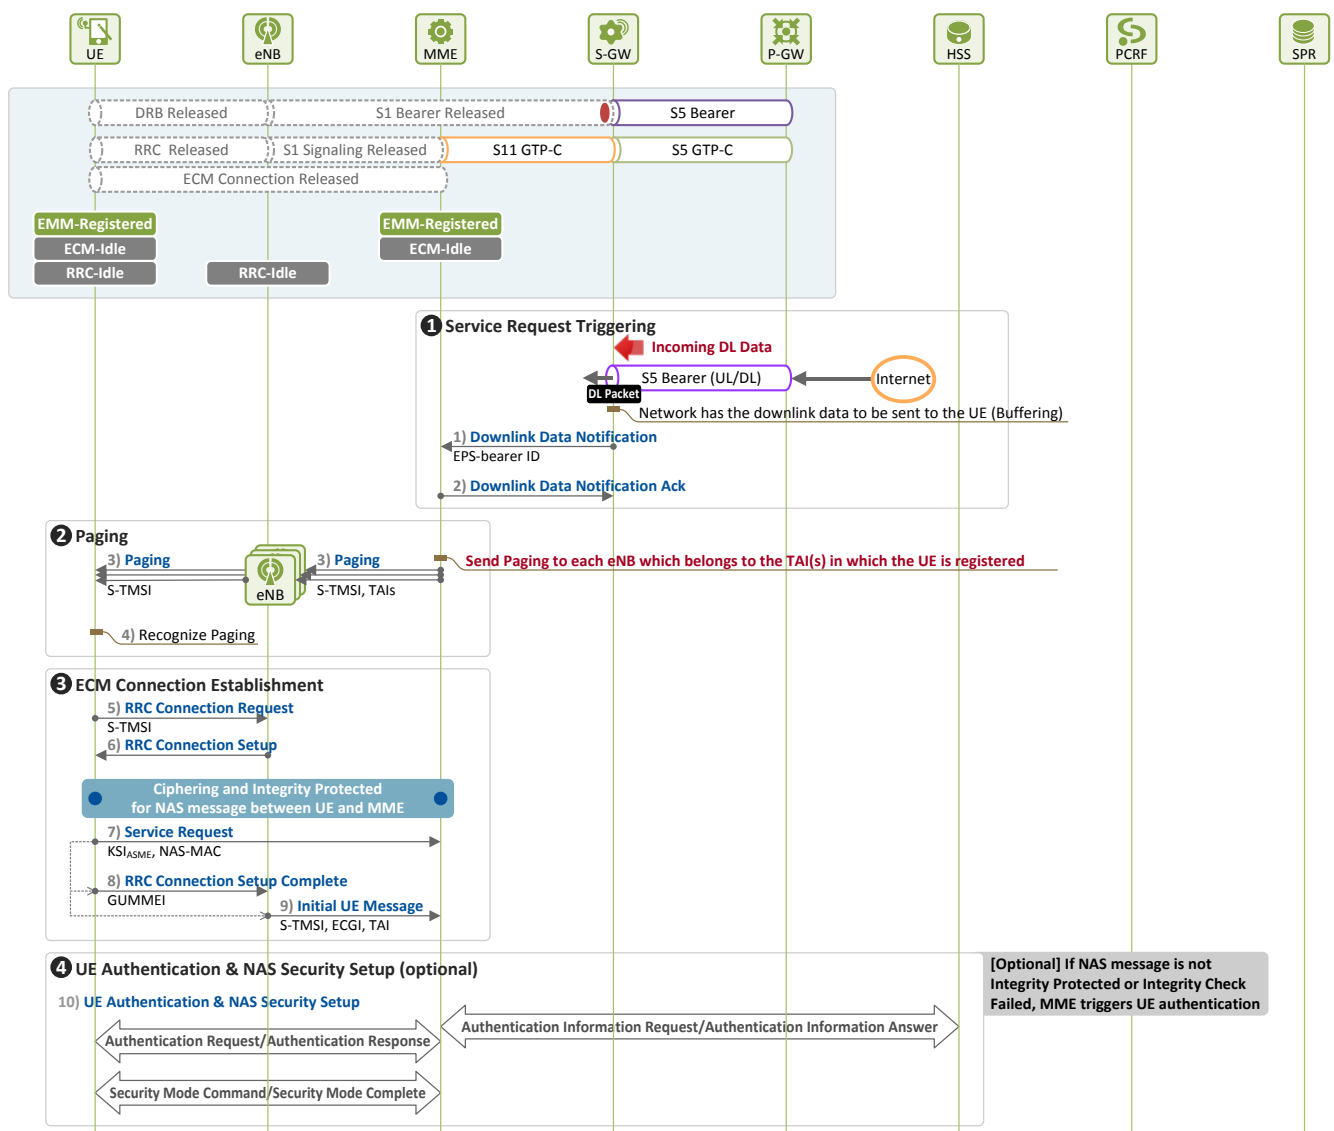 UE
eNB
MME
S-GW
P-GW
HSS
PCRF
SPR
DRB Released
S1 Bearer Released
S5 Bearer
RRC Released
S1 Signaling Released
S11 GTP-C
S5 GTP-C
ECM Connection Released
EMM-Registered
EMM-Registered
ECM-Idle
ECM-Idle
RRC-Idle
RRC-Idle
1 Service Request Triggering
Incoming DL Data
S5 Bearer (UL/DL)
Internet
DL Packet
Network has the downlink data to be sent to the UE (Buffering)
1) Downlink Data Notification
EPS-bearer ID
2) Downlink Data Notification Ack
2 Paging
3) Paging
3) Paging
Send Paging to each eNB which belongs to the TAI(s) in which the UE is registered
S-TMSI
eNB
S-TMSI, TAIs
4) Recognize Paging
3 ECM Connection Establishment
5) RRC Connection Request
S-TMSI
6) RRC Connection Setup
Ciphering and Integrity Protected
for NAS message between UE and MME
7) Service Request
KSIASME, NAS-MAC
8) RRC Connection Setup Complete
GUMMEI
9) Initial UE Message
S-TMSI, ECGI, TAI
4 UE Authentication & NAS Security Setup (optional)
[Optional] If NAS message is not
Integrity Protected or Integrity Check
Failed, MME triggers UE authentication
10) UE Authentication & NAS Security Setup
Authentication Information Request/Authentication Information Answer
Authentication Request/Authentication Response
Security Mode Command/Security Mode Complete